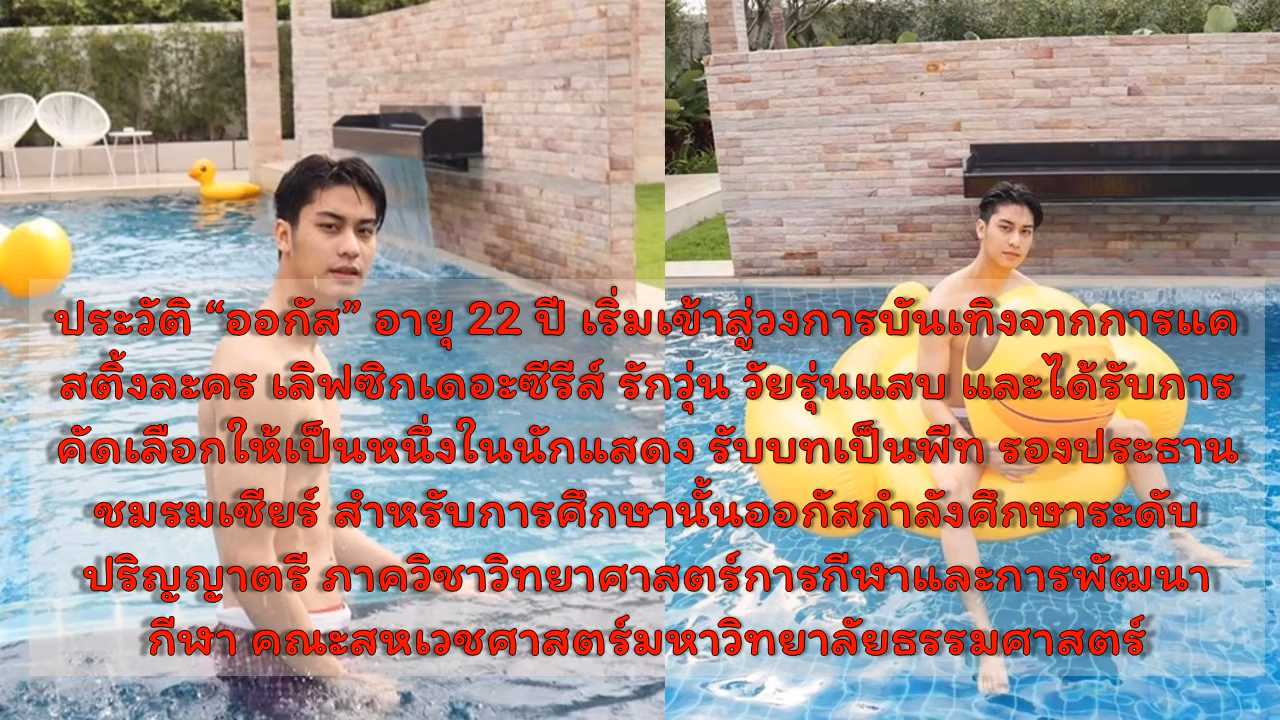 ประวัติ “ออกัส” อายุ 22 ปี เริ่มเข้าสู่วงการบันเทิงจากการแค
สติ้งละคร เลิฟซิกเดอะซีรีส์ รักวุ่น วัยรุ่นแสบ และได้รับการ
คัดเลือกให้เป็นหนึ่งในนักแสดง รับบทเป็นพีท รองประธาน
ชมรมเชียร์ สำหรับการศึกษานั้นออกัสกำลังศึกษาระดับ
ปริญญาตรี ภาควิชาวิทยาศาสตร์การกีฬาและการพัฒนา
กีฬา คณะสหเวชศาสตร์มหาวิทยาลัยธรรมศาสตร์